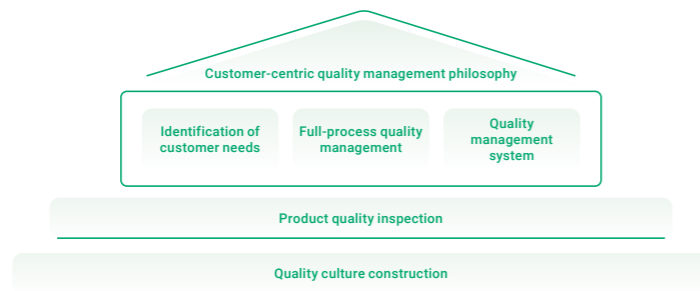 Customer-centric quality management philosophy
Identification of
customer needs
Full-process quality
management
Quality
management
system
Product quality inspection
Quality culture construction